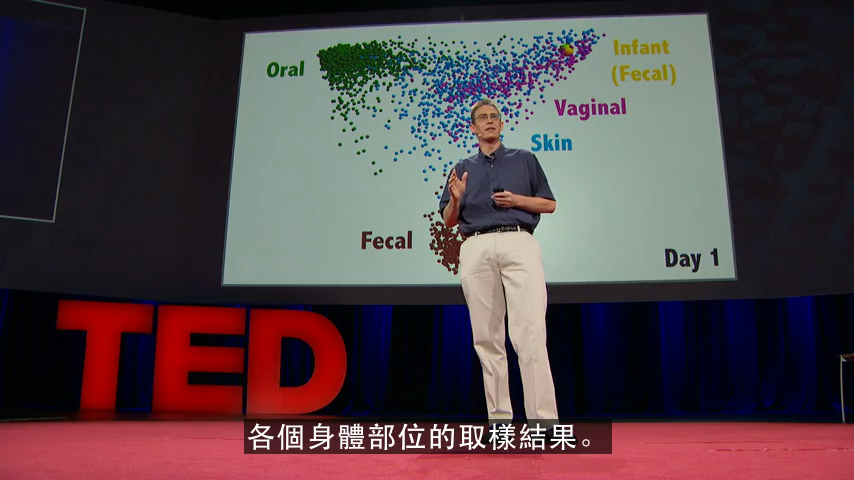 Oral
Infant
(Fecal)
Vaginal
Skin
Fecal
Day 1
TED
各個身體部位的取樣結果。